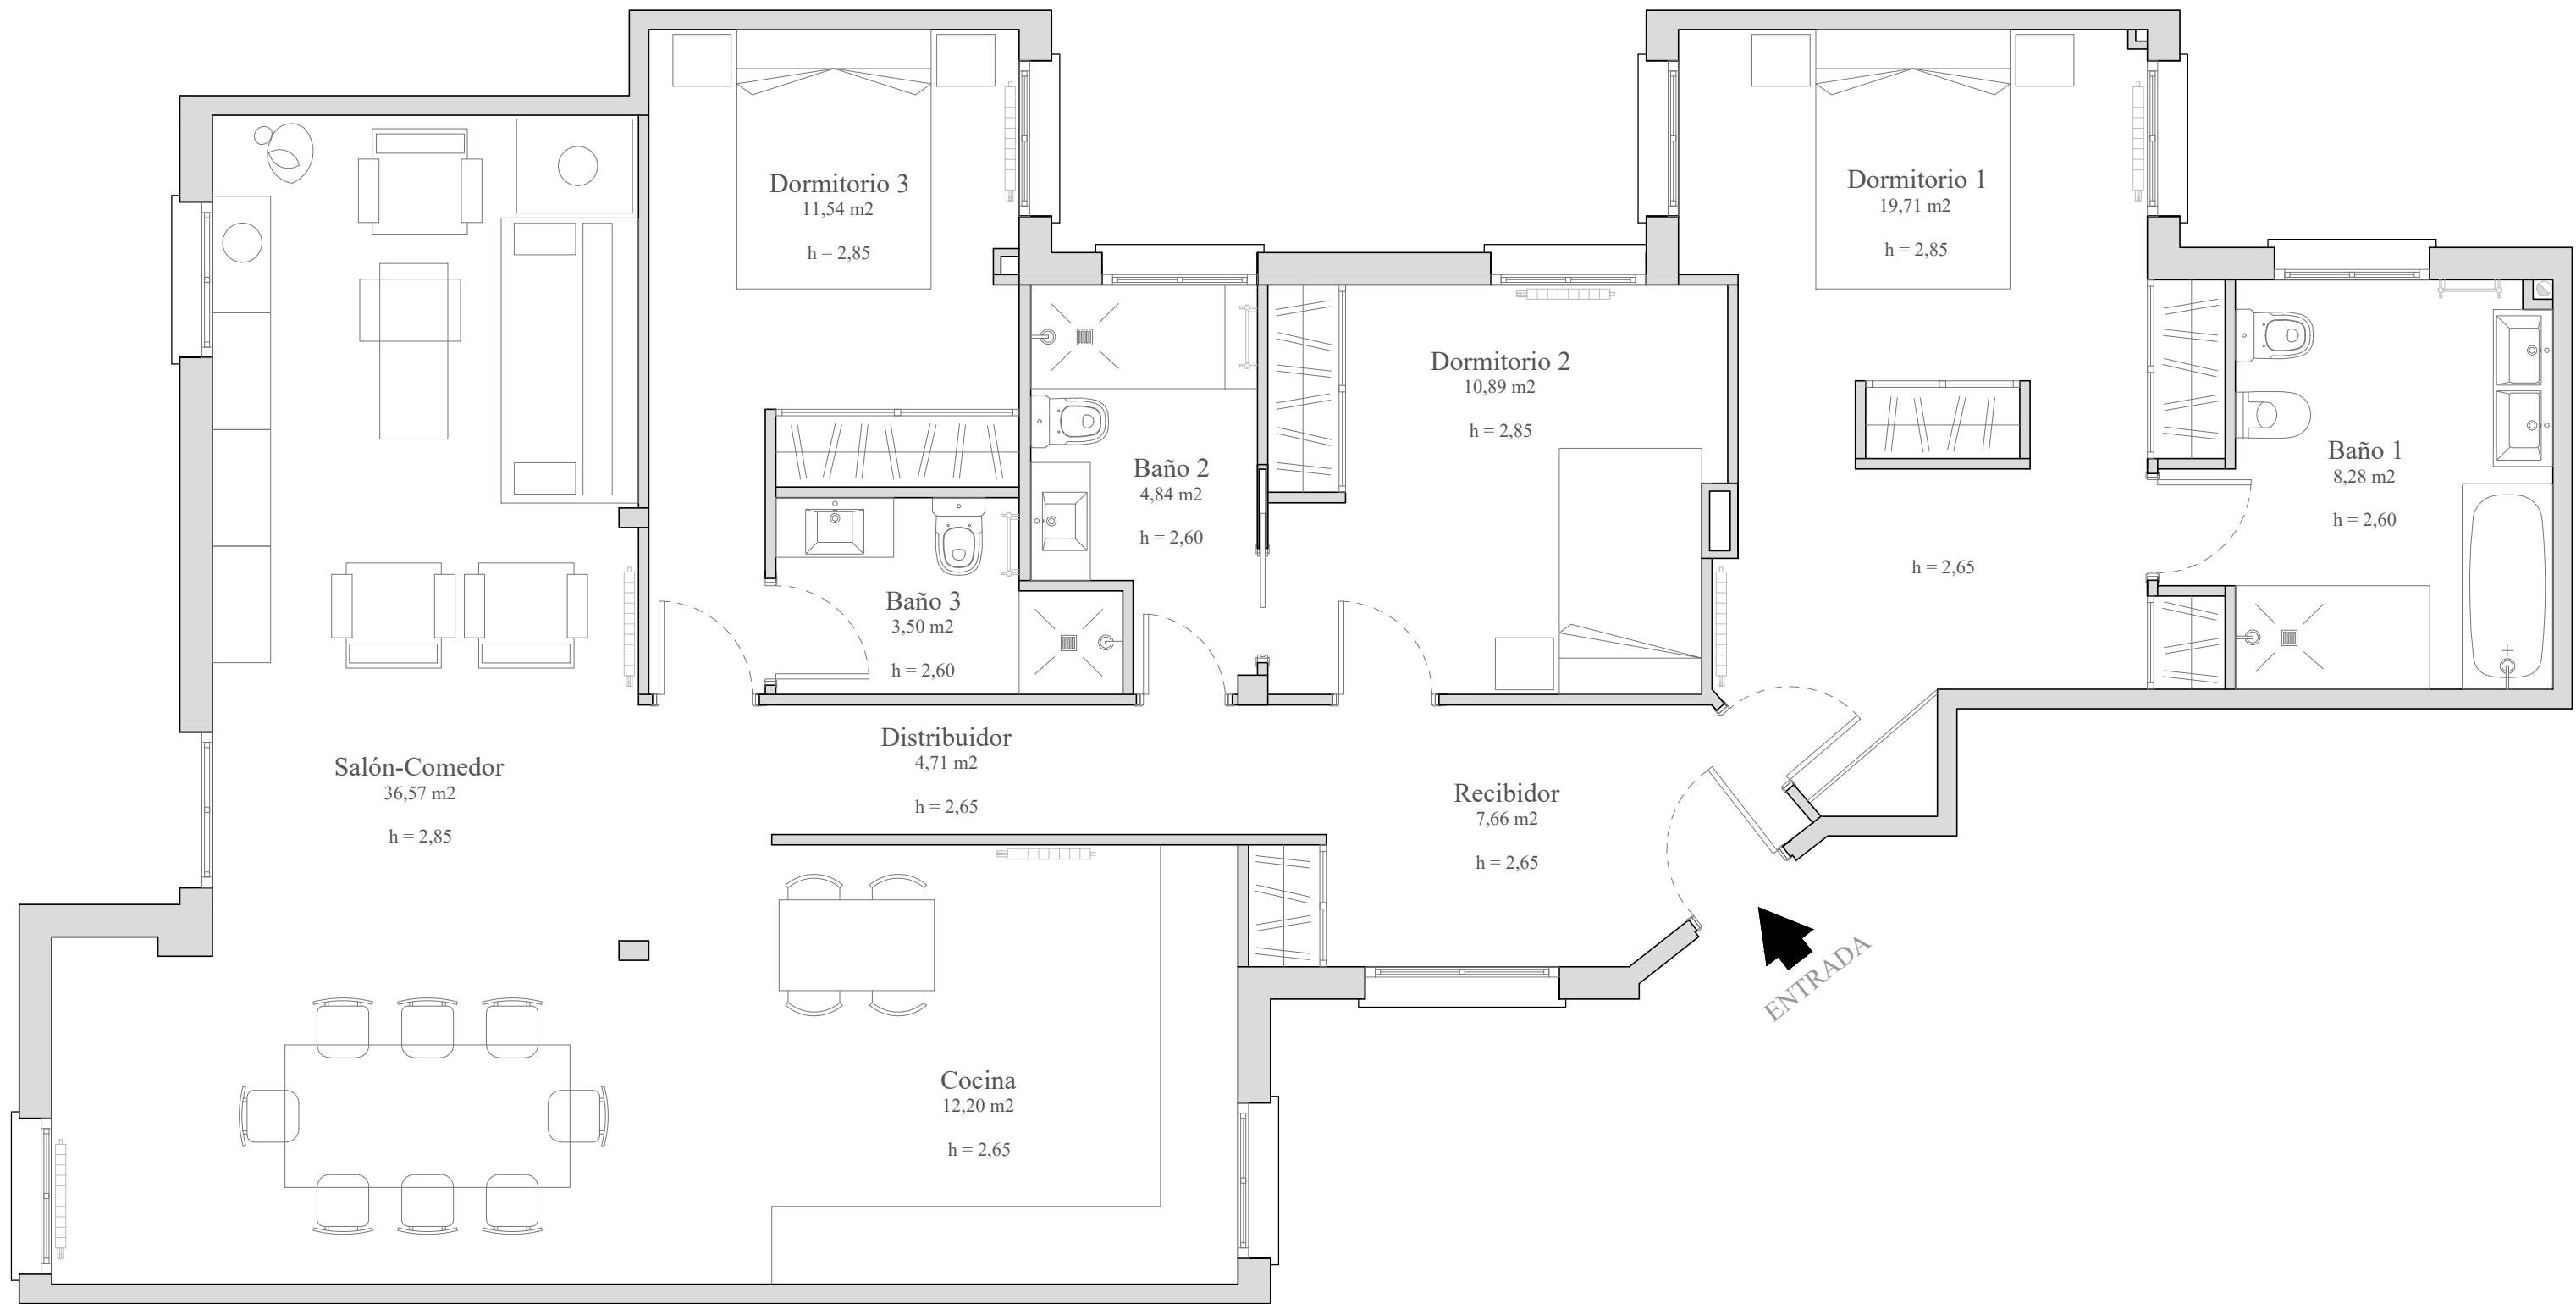 Dormitorio 3
11,54 m2
h = 2,85
Dormitorio 1
19,71 m2
h = 2,85
Dormitorio 2
10,89 m2
h = 2,85
Baño 2
4,84 m2
h = 2,60
Baño 1
8,28 m2
h = 2,60
h = 2,65
Baño 3
3,50 m2
h = 2,60
Distribuidor
4,71 m2
h = 2,65
Salón-Comedor
36,57 m2
h = 2,85
Recibidor
7,66 m2
h = 2,65
ENTRADA
Cocina
12,20 m2
h = 2,65